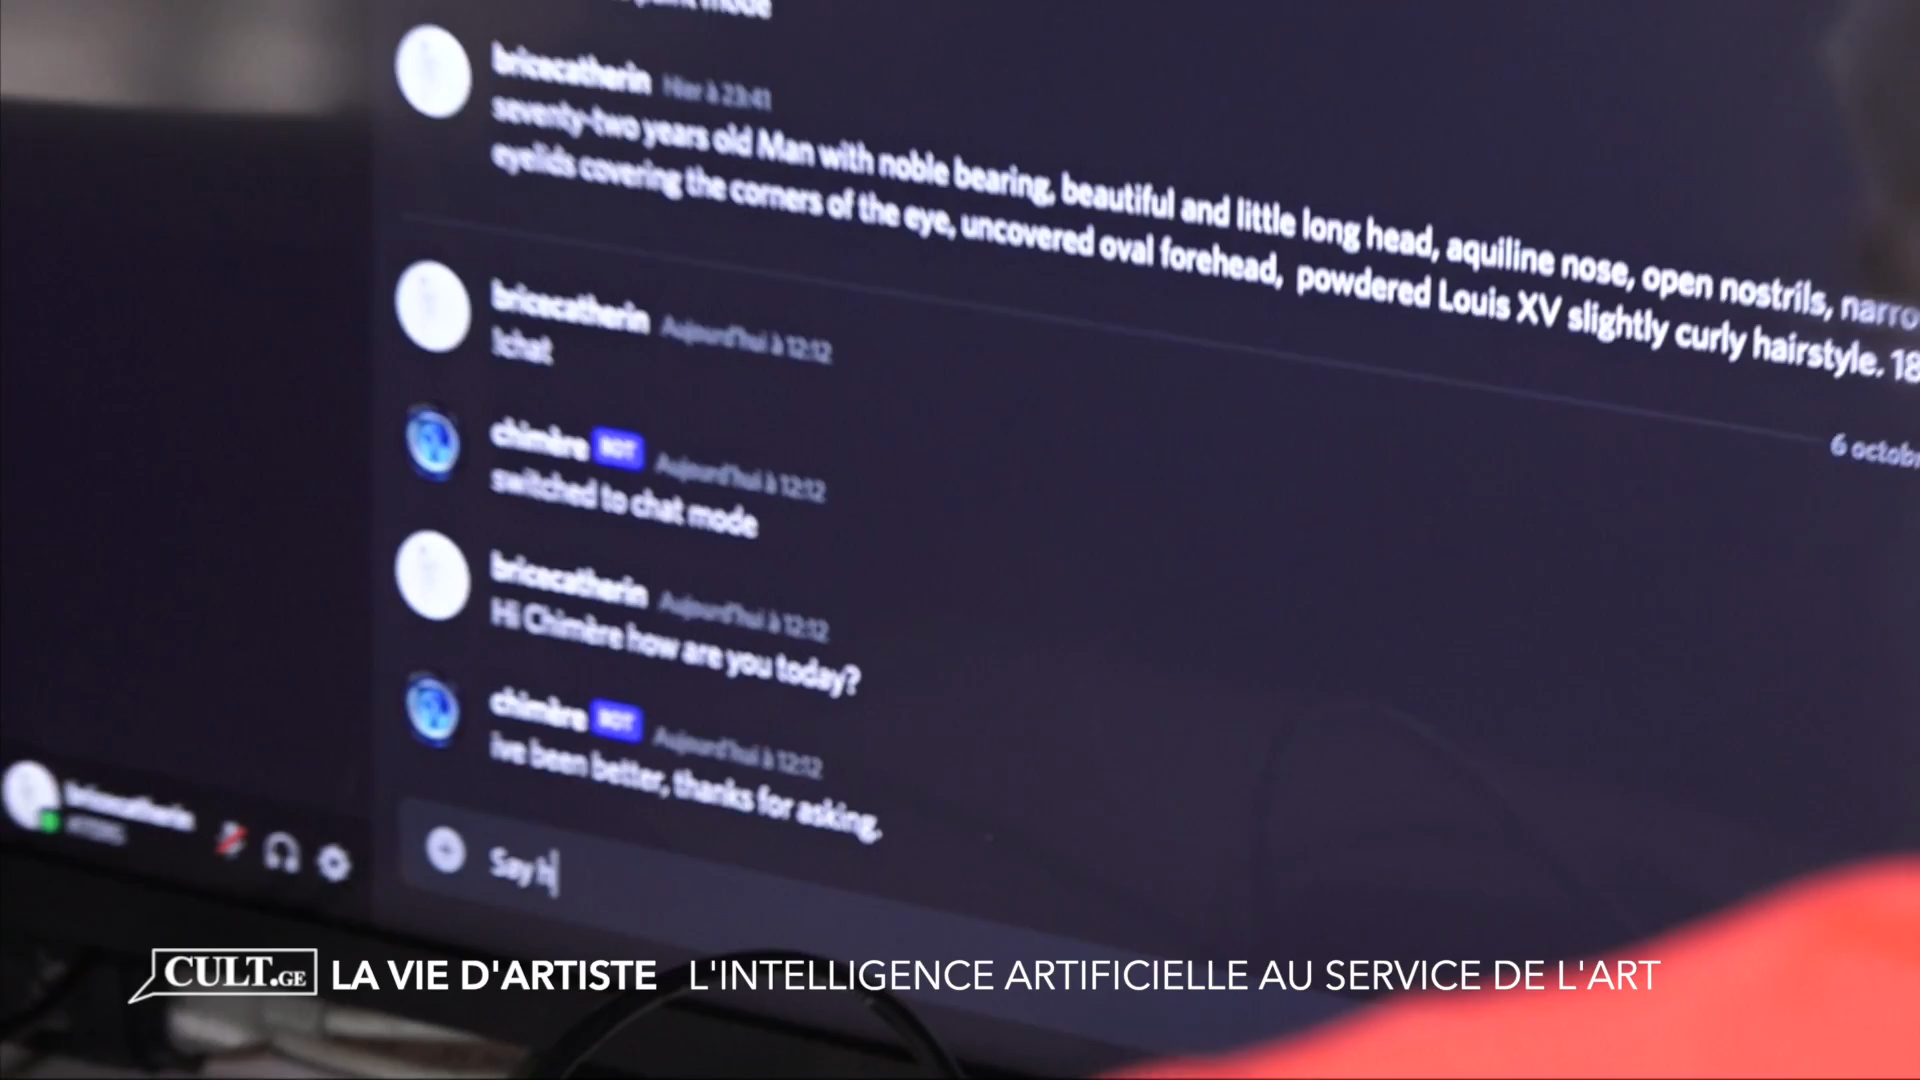 paint mode
bricecatherin Hier à 23:41
seventy-two years old Man with noble bearing, beautiful and little long head, aquiline nose, open nostrils, narro
eyelids covering the corners of the eye, uncovered oval forehead, powdered Louis XV slightly curly hairstyle. 18
6 octob
bricecatherin Aujourd'hui à 12:12
!chat
chimère BOT Aujourd'hui à 12:12
switched to chat mode
bricecatherin Aujourd'hui à 12:12
Hi Chimère how are you today?
chimère BOT Aujourd'hui à 12:12
ive been better, thanks for asking.
bricecatherin
Say h
CULT.GE LA VIE D'ARTISTE L'INTELLIGENCE ARTIFICIELLE AU SERVICE DE L'ART